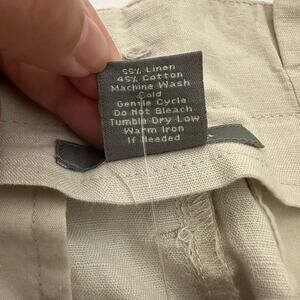 55% Linen
45% Cotton
Machine Wash
Cold
Gentle Cycle
Do Not Bleach
Tumble Dry Low
Warm Iron
If Needed